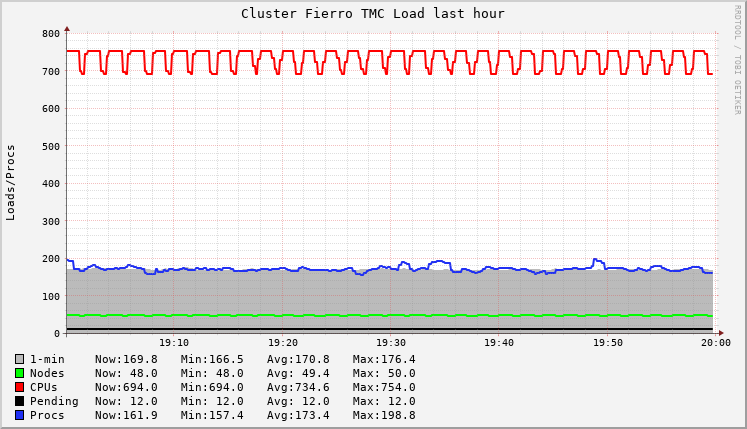 Cluster Fierro TMC Load last hour
RRDTOOL / TOBI OETIKER
Loads/Procs
800
700
600
500
400
300
200
100
0
19:10 19:20 19:30 19:40 19:50 20:00
1-min Now:169.8 Min:166.5 Avg:170.8 Max:176.4
Nodes Now: 48.0 Min: 48.0 Avg: 49.4 Max: 50.0
CPUs Now:694.0 Min:694.0 Avg:734.6 Max:754.0
Pending Now: 12.0 Min: 12.0 Avg: 12.0 Max: 12.0
Procs Now:161.9 Min:157.4 Avg:173.4 Max:198.8